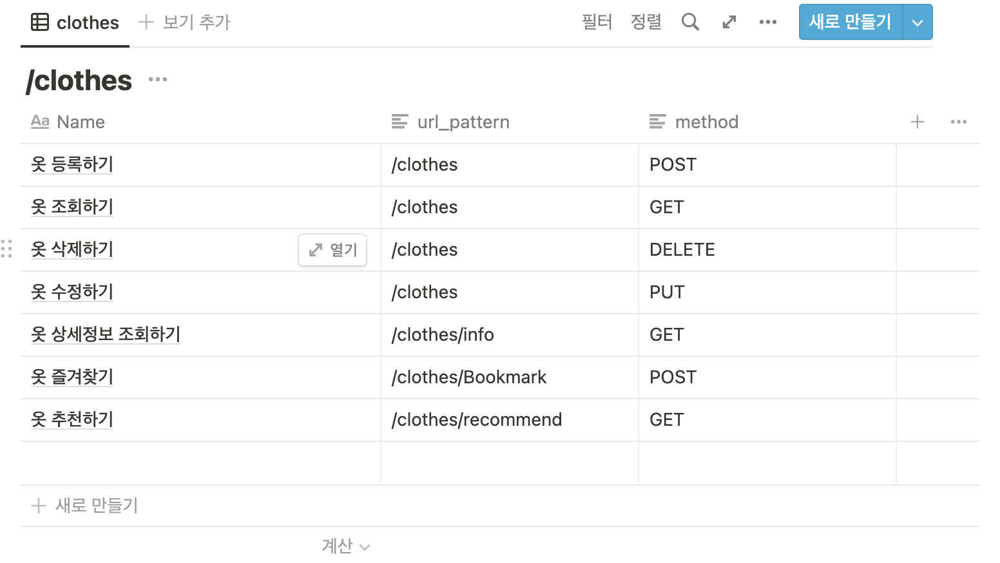 clothes 보기 추가 필터 정렬 새로 만들기
/clothes
Aa Name url_pattern method
옷 등록하기 /clothes POST
옷 조회하기 /clothes GET
옷 삭제하기 열기 /clothes DELETE
옷 수정하기 /clothes PUT
옷 상세정보 조회하기 /clothes/info GET
옷 즐겨찾기 /clothes/Bookmark POST
옷 추천하기 /clothes/recommend GET
새로 만들기
계산